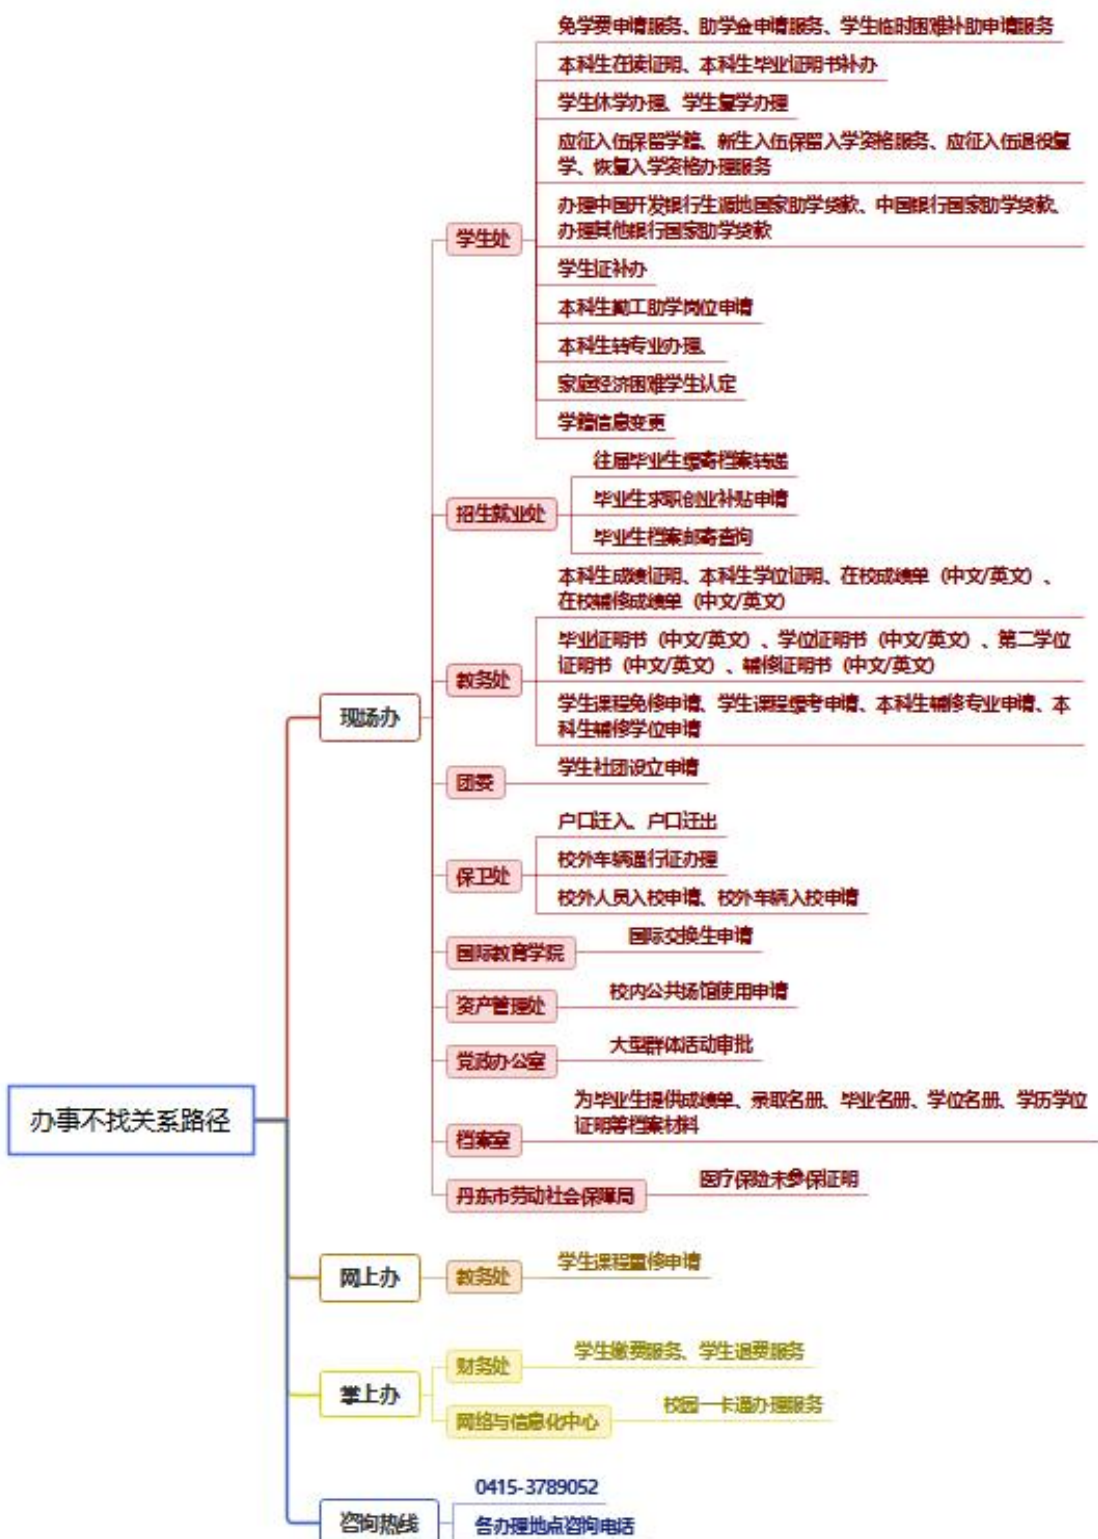 办事不找关系路径
现场办
学生处
免学费申请服务、助学金申请服务、学生临时困难补助申请服务
本科生在读证明、本科生毕业证明书补办
学生休学办理、学生复学办理
应征入伍保留学籍、新生入伍保留入学资格服务、应征入伍退役复
学、恢复入学资格办理服务
办理中国开发银行生源地国家助学贷款、中国银行国家助学贷款、
办理其他银行国家助学贷款
学生证补办
本科生勤工助学岗位申请
本科生转专业办理、
家庭经济困难学生认定
学籍信息变更
招生就业处
往届毕业生缓寄档案转递
毕业生求职创业补贴申请
毕业生档案邮寄查询
教务处
本科生成绩证明、本科生学位证明、在校成绩单（中文/英文）、
在校辅修成绩单（中文/英文）
毕业证明书（中文/英文）、学位证明书（中文/英文）、第二学位
证明书（中文/英文）、辅修证明书（中文/英文）
学生课程免修申请、学生课程缓考申请、本科生辅修专业申请、本
科生辅修学位申请
团委
学生社团设立申请
保卫处
户口迁入、户口迁出
校外车辆通行证办理
校外人员入校申请、校外车辆入校申请
国际教育学院
国际交换生申请
资产管理处
校内公共场馆使用申请
党政办公室
大型群体活动审批
档案室
为毕业生提供成绩单、录取名册、毕业名册、学位名册、学历学位
证明等档案材料
丹东市劳动社会保障局
医疗保险未参保证明
网上办
教务处
学生课程重修申请
掌上办
财务处
学生缴费服务、学生退费服务
网络与信息化中心
校园一卡通办理服务
咨询热线
0415-3789052
各办理地点咨询电话